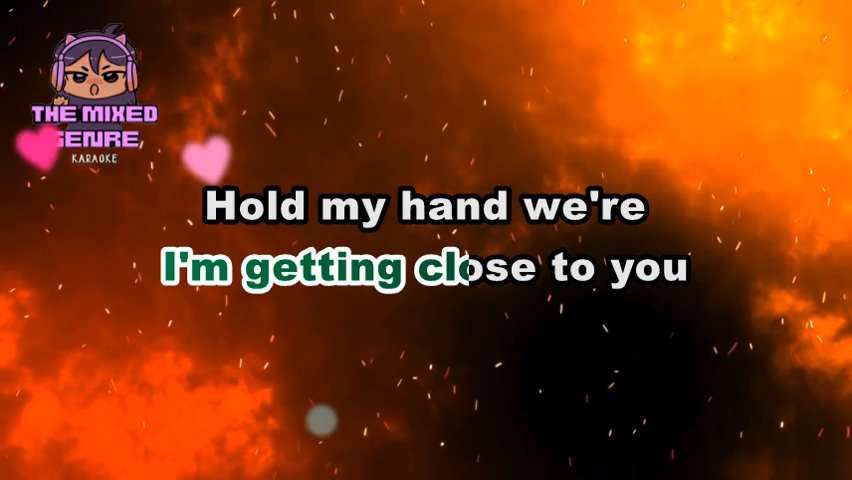 THE MIXED
GENRE
KARAOKE
Hold my hand we're
I'm getting close to you